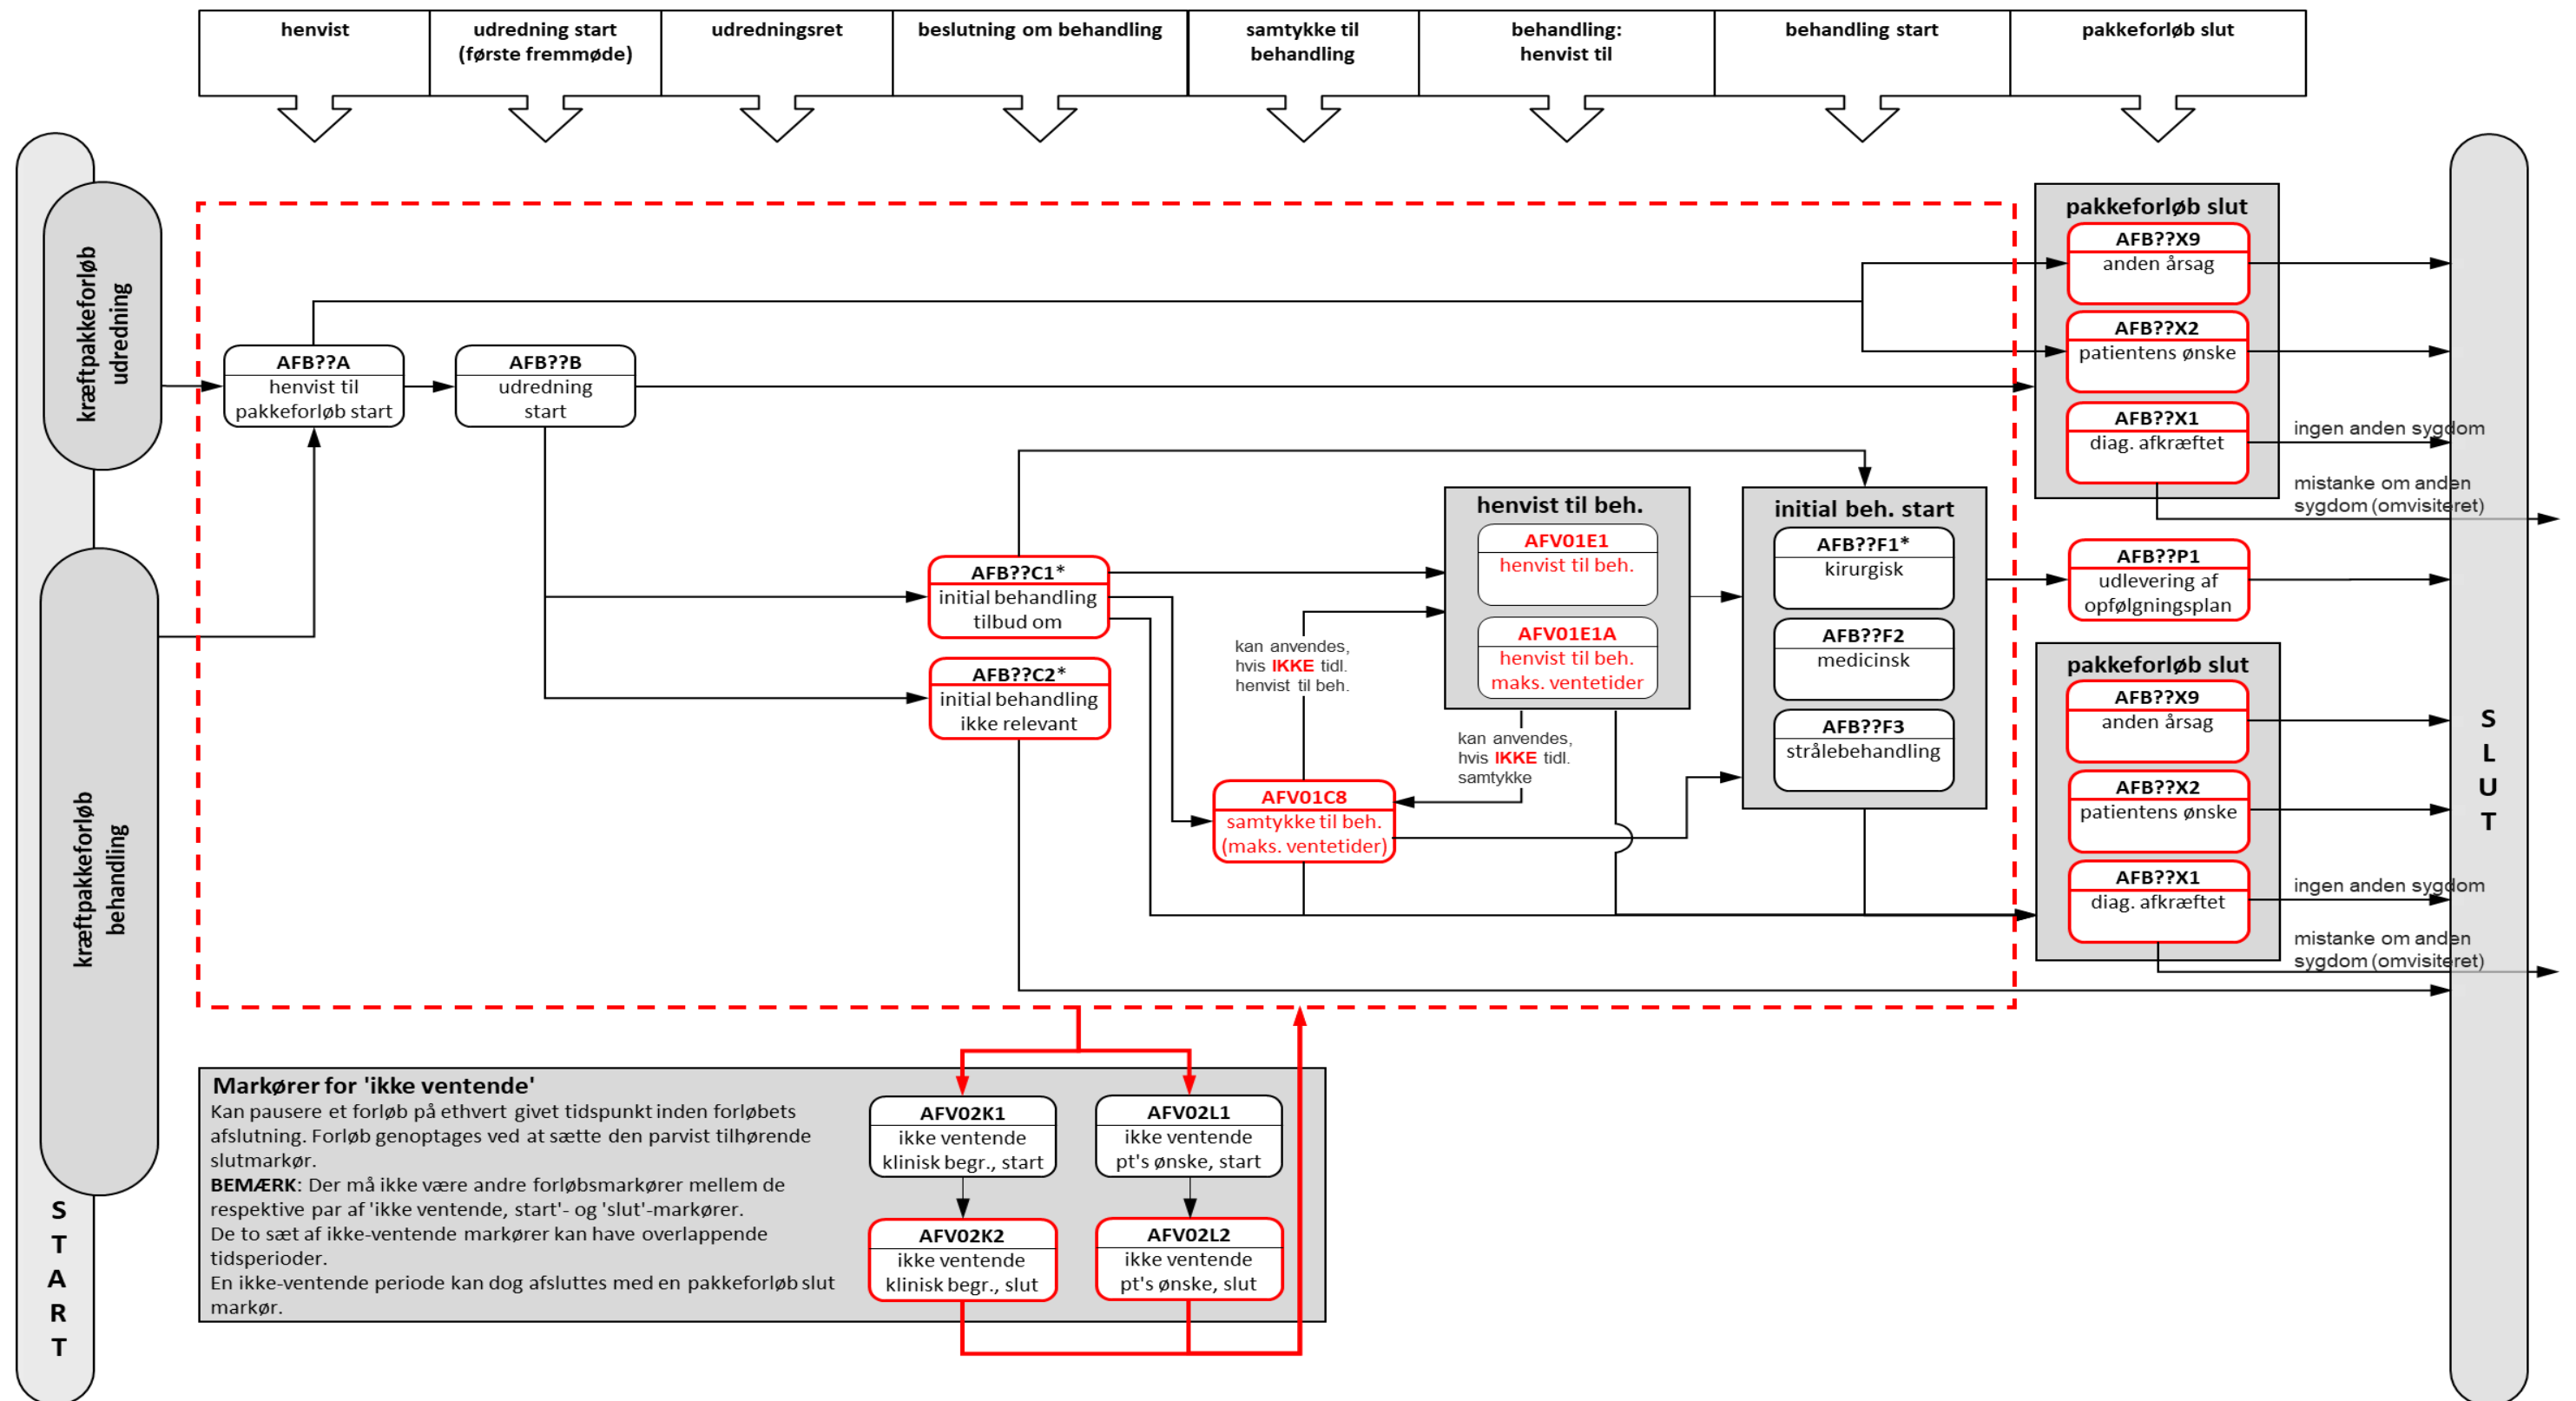 henvist
udredning start
(første fremmøde)
udredningsret
beslutning om behandling
samtykke til
behandling
behandling:
henvist til
behandling start
pakkeforløb slut
kræftpakkeforløb
udredning
kræftpakkeforløb
behandling
S
T
A
R
T
AFB??A
henvist til
pakkeforløb start
AFB??B
udredning
start
AFB??C1*
initial behandling
tilbud om
AFB??C2*
initial behandling
ikke relevant
kan anvendes,
hvis IKKE tidl.
henvist til beh.
AFV01C8
samtykke til beh.
(maks. ventetider)
henvist til beh.
AFV01E1
henvist til beh.
AFV01E1A
henvist til beh.
maks. ventetider
kan anvendes,
hvis IKKE tidl.
samtykke
initial beh. start
AFB??F1*
kirurgisk
AFB??F2
medicinsk
AFB??F3
strålebehandling
pakkeforløb slut
AFB??X9
anden årsag
AFB??X2
patientens ønske
AFB??X1
diag. afkræftet
ingen anden sygdom
mistanke om anden
sygdom (omvisiteret)
AFB??P1
udlevering af
opfølgningsplan
pakkeforløb slut
AFB??X9
anden årsag
AFB??X2
patientens ønske
AFB??X1
diag. afkræftet
ingen anden sygdom
mistanke om anden
sygdom (omvisiteret)
S
L
U
T
Markører for 'ikke ventende'
Kan pausere et forløb på ethvert givet tidspunkt inden forløbets
afslutning. Forløb genoptages ved at sætte den parvist tilhørende
slutmarkør.
BEMÆRK: Der må ikke være andre forløbsmarkører mellem de
respektive par af 'ikke ventende, start'- og 'slut'-markører.
De to sæt af ikke-ventende markører kan have overlappende
tidsperioder.
En ikke-ventende periode kan dog afsluttes med en pakkeforløb slut
markør.
AFV02K1
ikke ventende
klinisk begr., start
AFV02L1
ikke ventende
pt's ønske, start
AFV02K2
ikke ventende
klinisk begr., slut
AFV02L2
ikke ventende
pt's ønske, slut